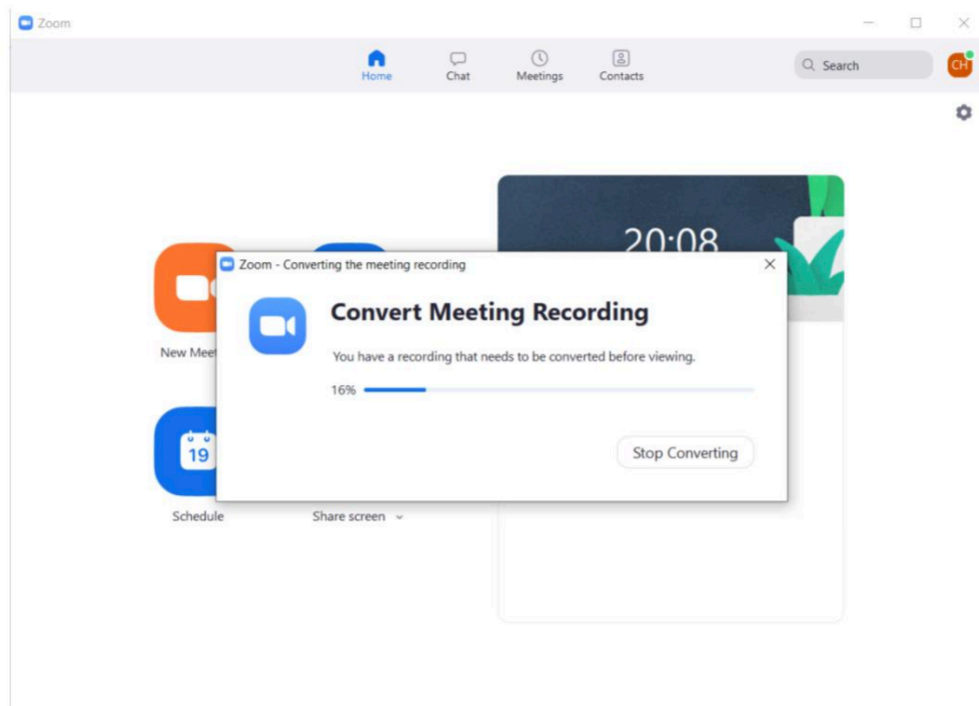 Zoom
Home
Chat
Meetings
Contacts
Search
CH
20:08
Zoom - Converting the meeting recording
Convert Meeting Recording
You have a recording that needs to be converted before viewing.
16%
Stop Converting
New Meet
19
Schedule
Share screen